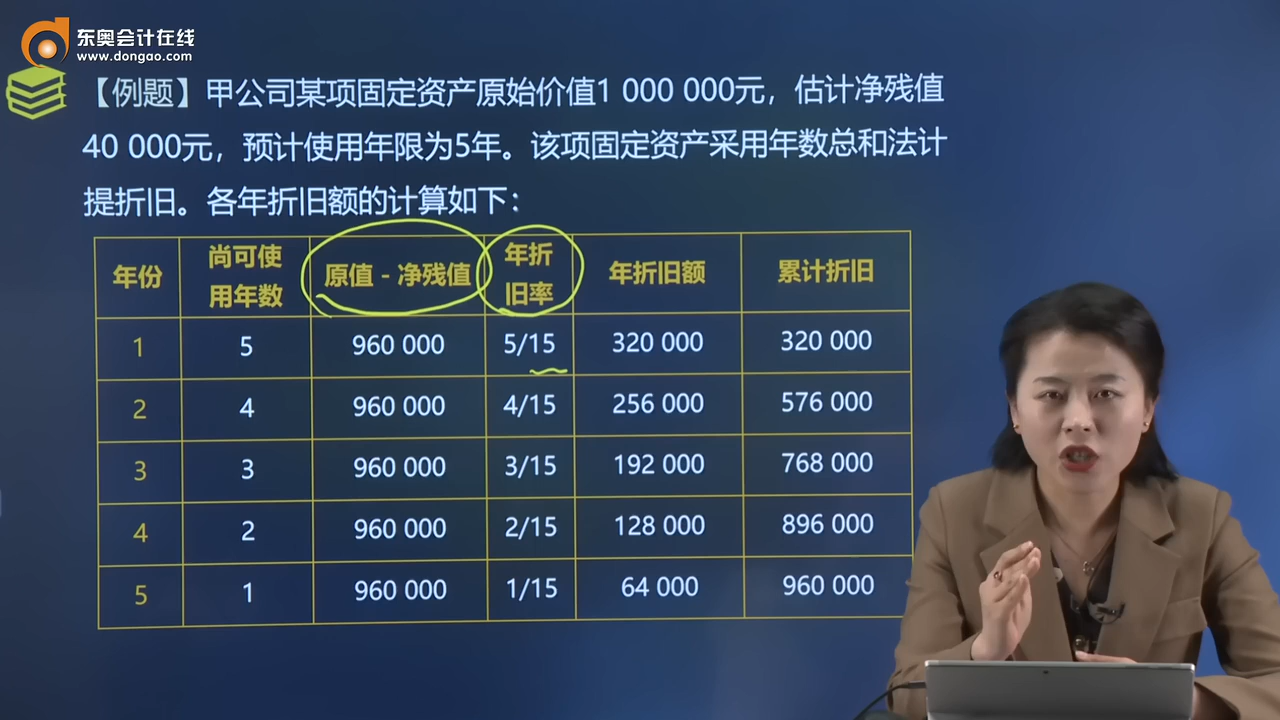 东奥会计在线
www.dongao.com
【例题】甲公司某项固定资产原始价值1 000 000元，估计净残值
40 000元，预计使用年限为5年。该项固定资产采用年数总和法计
提折旧。各年折旧额的计算如下：
年份 尚可使用年数 原值 - 净残值 年折旧率 年折旧额 累计折旧
1 5 960 000 5/15 320 000 320 000
2 4 960 000 4/15 256 000 576 000
3 3 960 000 3/15 192 000 768 000
4 2 960 000 2/15 128 000 896 000
5 1 960 000 1/15 64 000 960 000